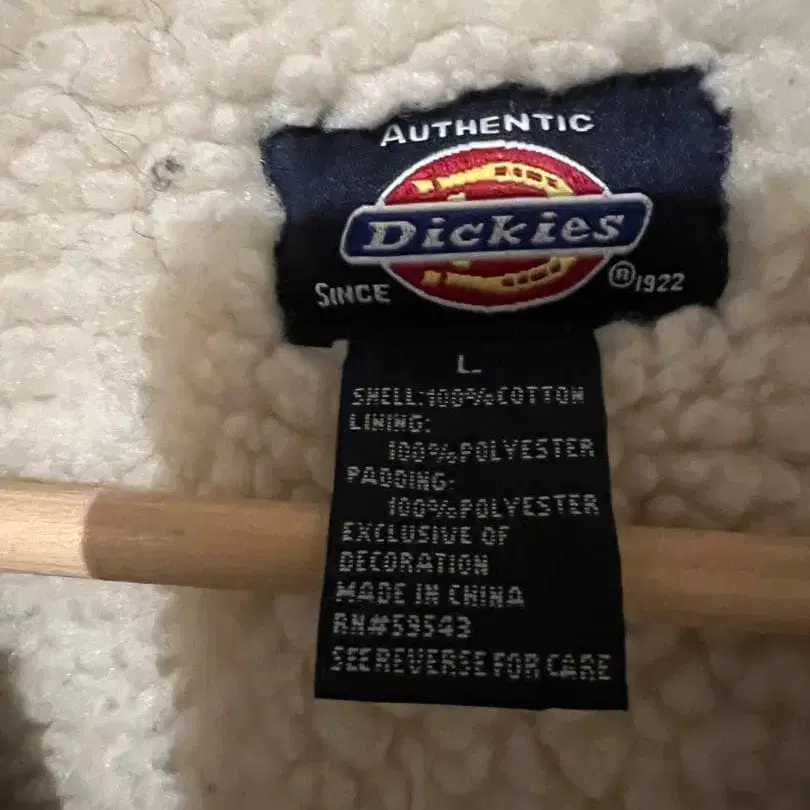 AUTHENTIC
Dickies
SINCE ®1922
L
SHELL:100%COTTON
LINING:
100%POLYESTER
PADDING:
100%POLYESTER
EXCLUSIVE OF
DECORATION
MADE IN CHINA
RN#59543
SEE REVERSE FOR CARE